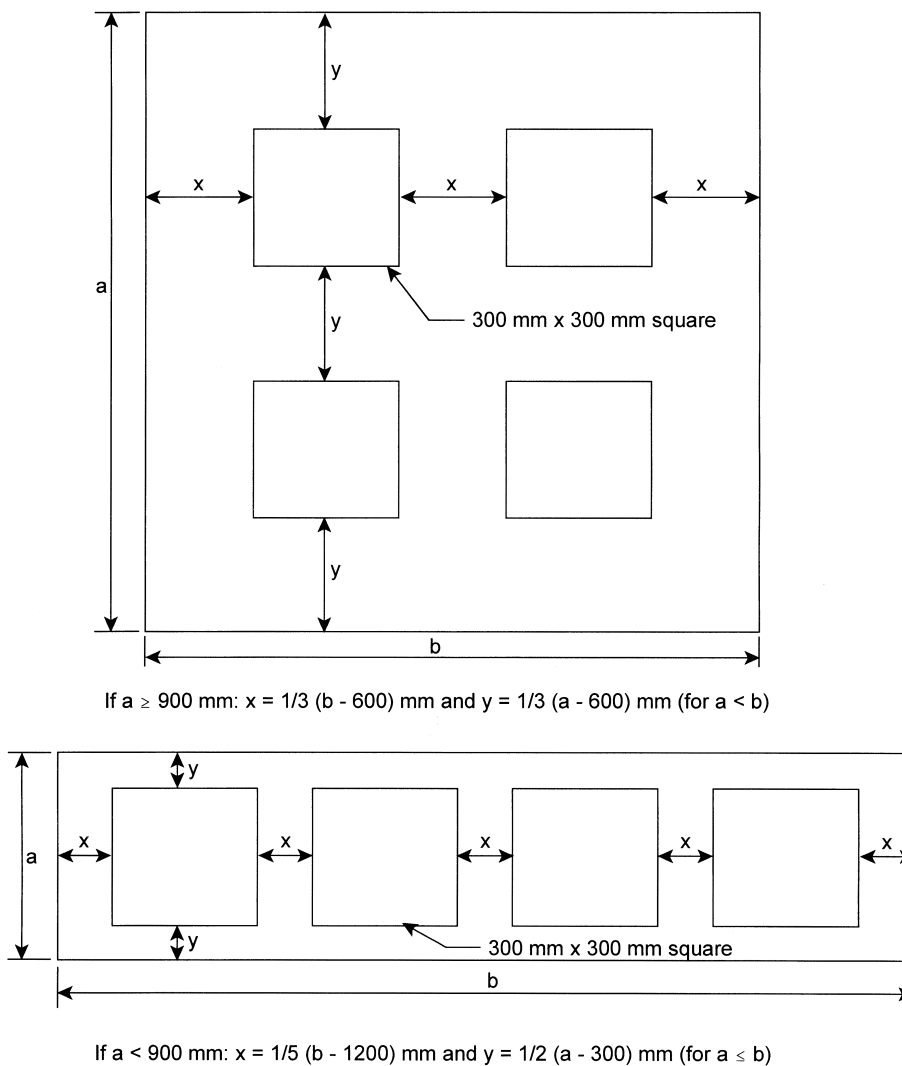 y
x x x
a
y
300 mm x 300 mm square
y
b
If a ≥ 900 mm: x = 1/3 (b - 600) mm and y = 1/3 (a - 600) mm (for a < b)
y
x x x x x
a
y
300 mm x 300 mm square
b
If a < 900 mm: x = 1/5 (b - 1200) mm and y = 1/2 (a - 300) mm (for a ≤ b)